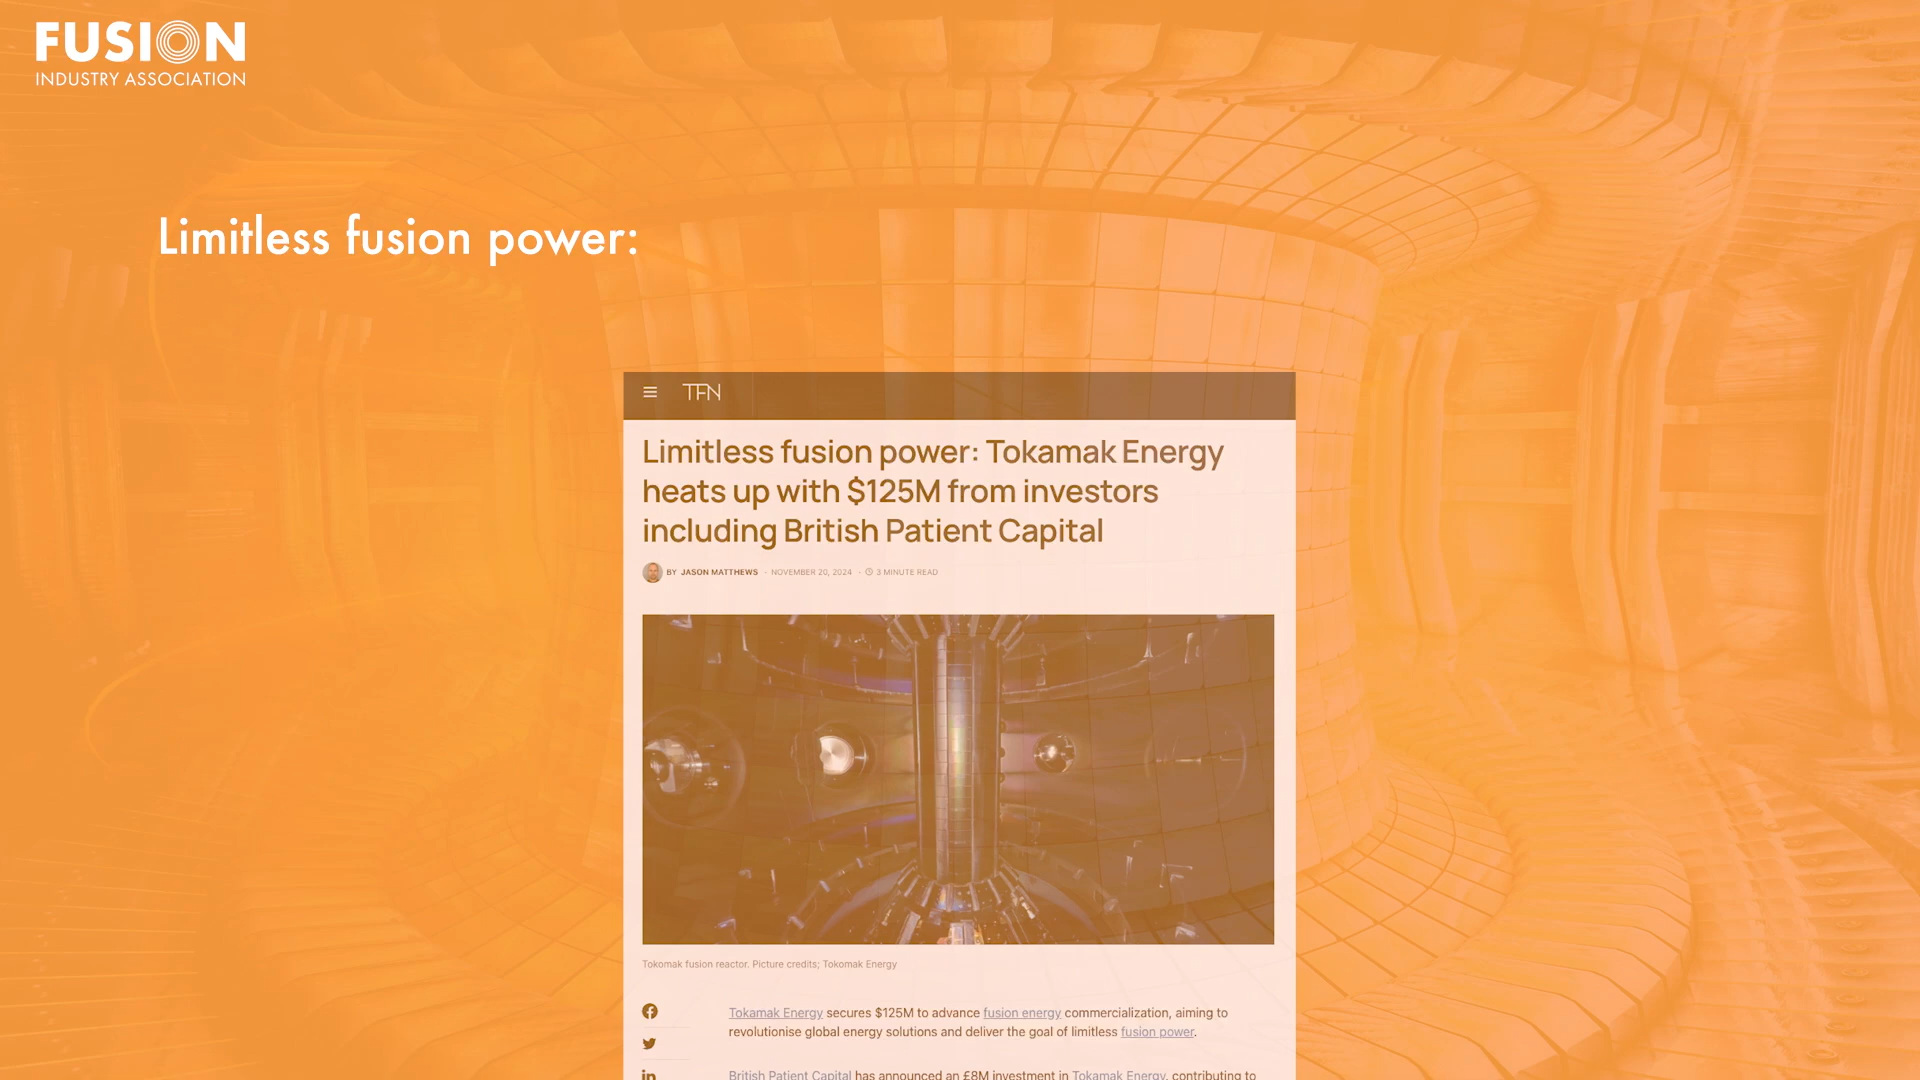 FUSION
INDUSTRY ASSOCIATION
Limitless fusion power:
TFN
Limitless fusion power: Tokamak Energy
heats up with $125M from investors
including British Patient Capital
BY JASON MATTHEWS · NOVEMBER 20, 2024 · 3 MINUTE READ
Tokomak fusion reactor. Picture credits; Tokomak Energy
Tokamak Energy secures $125M to advance fusion energy commercialization, aiming to
revolutionise global energy solutions and deliver the goal of limitless fusion power.
British Patient Capital has announced an £8M investment in Tokamak Energy, contributing to